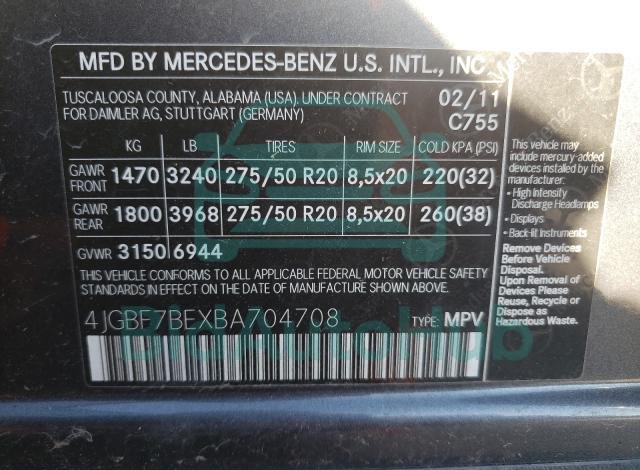 MFD BY MERCEDES-BENZ U.S. INTL., INC
TUSCALOOSA COUNTY, ALABAMA (USA). UNDER CONTRACT
FOR DAIMLER AG, STUTTGART (GERMANY)
02/11
C755
KG LB TIRES RIM SIZE COLD KPA (PSI)
GAWR FRONT 1470 3240 275/50 R20 8,5x20 220(32)
GAWR REAR 1800 3968 275/50 R20 8,5x20 260(38)
GVWR 3150 6944
THIS VEHICLE CONFORMS TO ALL APPLICABLE FEDERAL MOTOR VEHICLE SAFETY
STANDARDS IN EFFECT ON THE DATE OF MANUFACTURE SHOWN ABOVE.
4JGBF7BEXBA704708 TYPE: MPV
This vehicle may
include mercury-added
devices installed by the
manufacturer:
• High Intensity
Discharge Headlamps
• Displays
• Back-lit Instruments
Remove Devices
Before Vehicle
Disposal.
Upon Removal of
Devices Please
Reuse, Recycle or
Dispose as
Hazardous Waste.
BidAutoHub